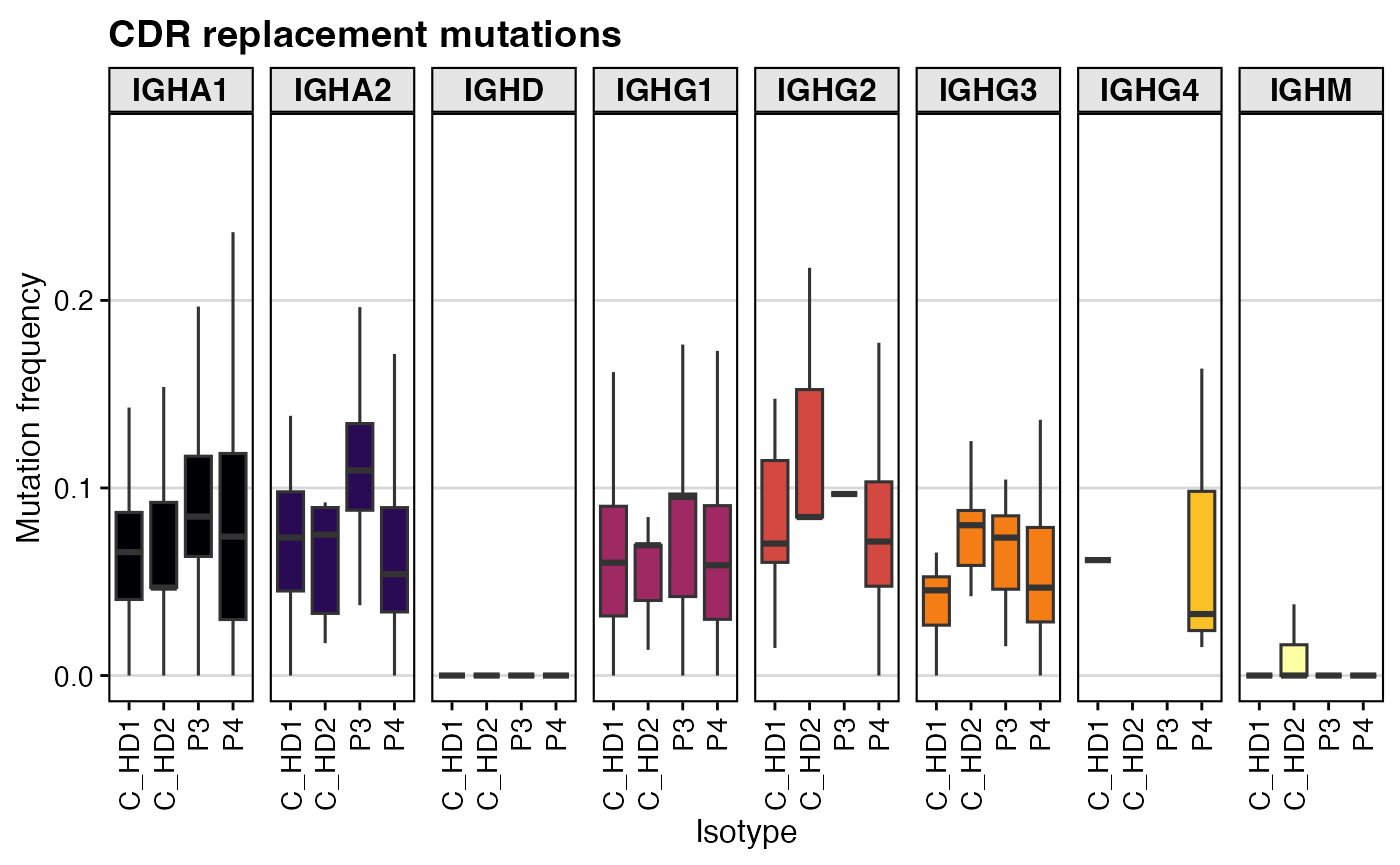 CDR replacement mutations
IGHA1 IGHA2 IGHD IGHG1 IGHG2 IGHG3 IGHG4 IGHM
Mutation frequency
0.2
0.1
0.0
C_HD1 C_HD2 P3 P4 C_HD1 C_HD2 P3 P4 C_HD1 C_HD2 P3 P4 C_HD1 C_HD2 P3 P4 C_HD1 C_HD2 P3 P4 C_HD1 C_HD2 P3 P4 C_HD1 C_HD2 P3 P4 C_HD1 C_HD2 P3 P4
Isotype